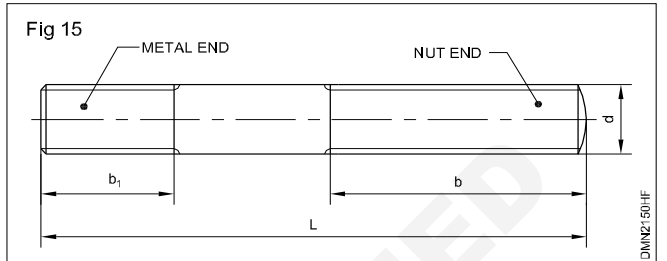 Fig 15
METAL END
NUT END
d
b₁
b
L
DMN2150HF